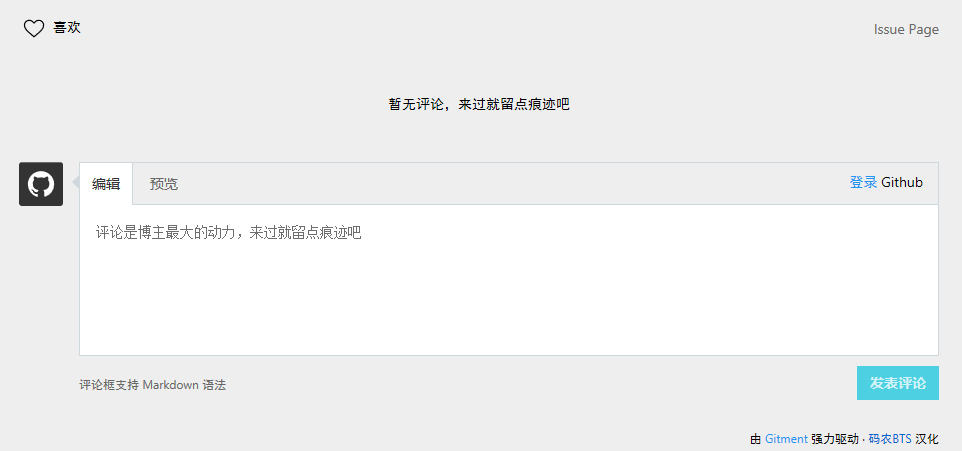 喜欢
Issue Page
暂无评论，来过就留点痕迹吧
编辑 预览 登录 Github
评论是博主最大的动力，来过就留点痕迹吧
评论框支持 Markdown 语法
发表评论
由 Gitment 强力驱动 · 码农BTS 汉化